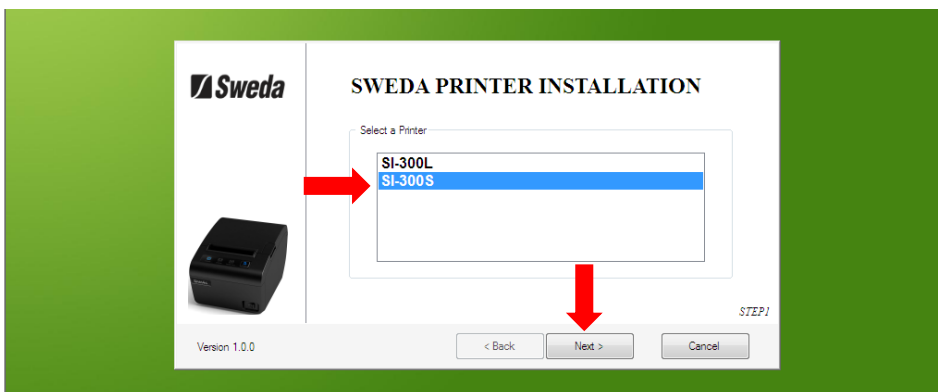 Sweda
SWEDA PRINTER INSTALLATION
Select a Printer
SI-300L
SI-300S
STEP1
Version 1.0.0
< Back
Next >
Cancel